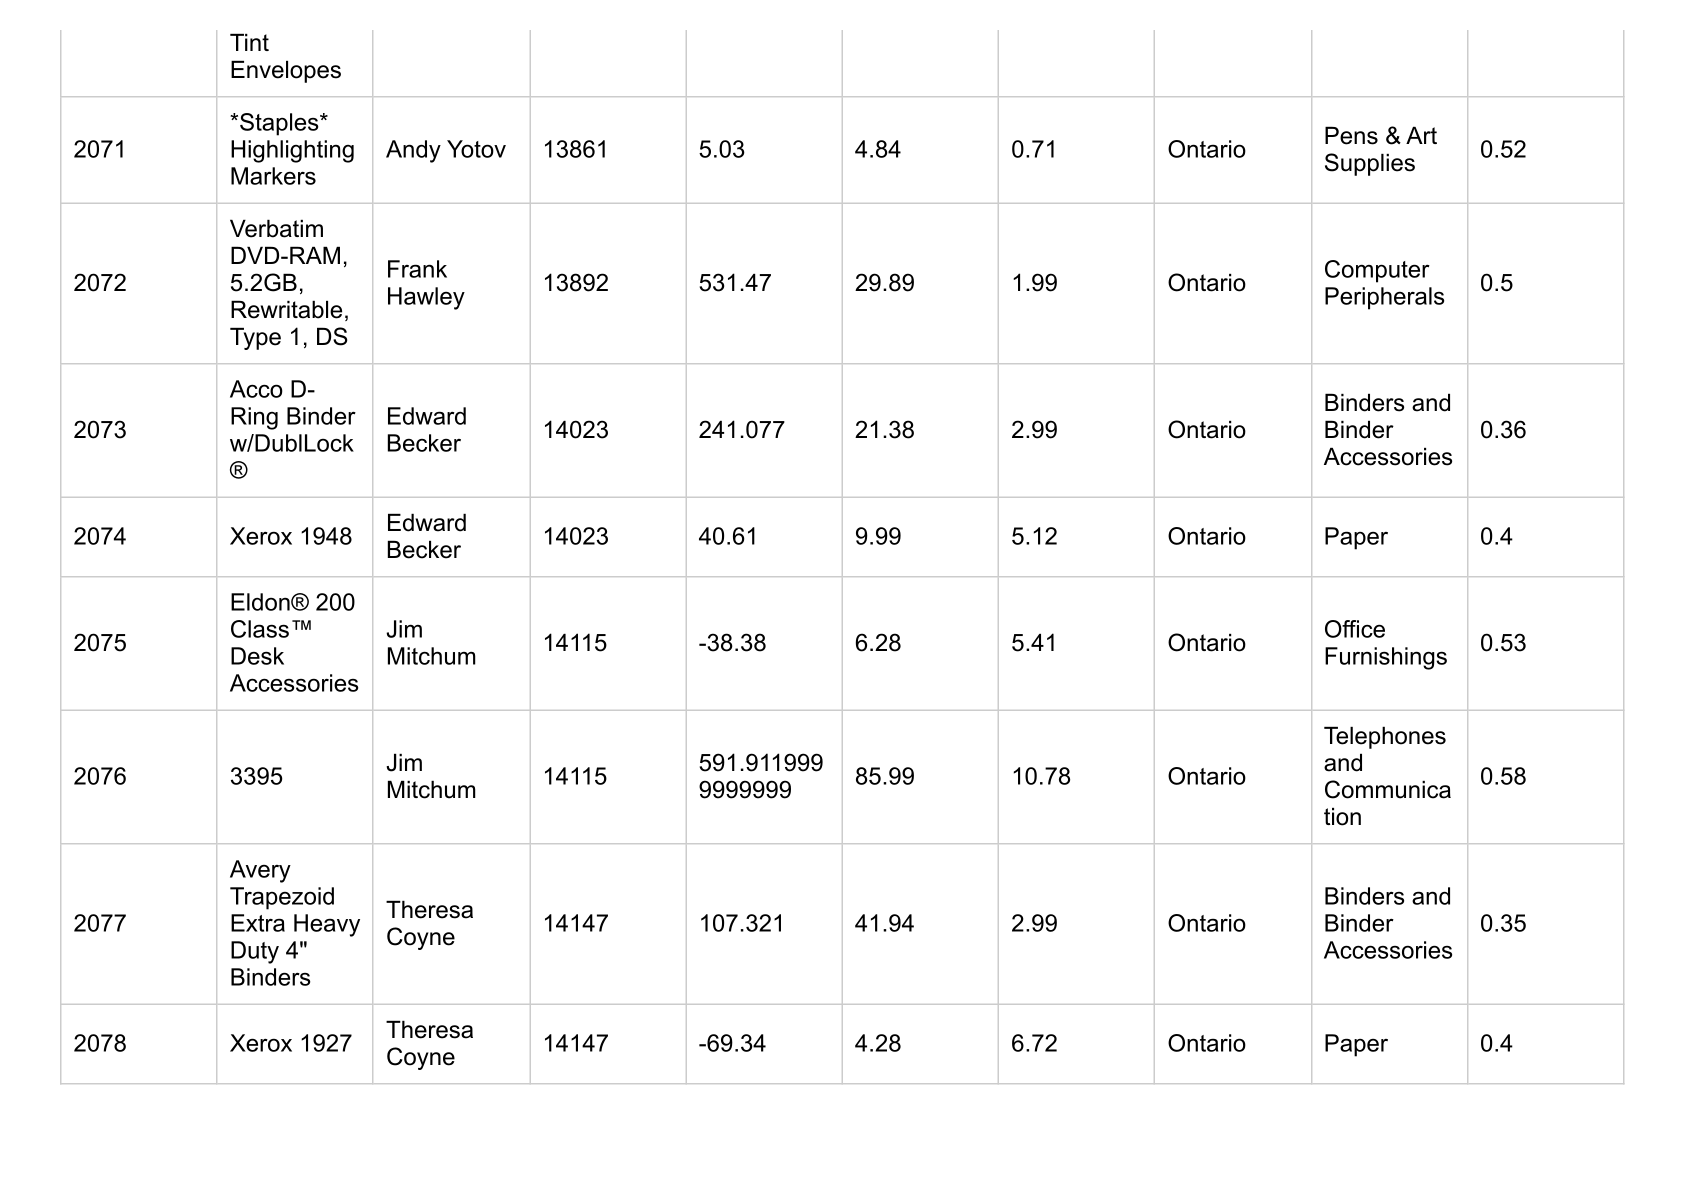 Tint
Envelopes
2071
*Staples*
Highlighting
Markers
Andy Yotov
13861
5.03
4.84
0.71
Ontario
Pens & Art
Supplies
0.52
2072
Verbatim
DVD-RAM,
5.2GB,
Rewritable,
Type 1, DS
Frank
Hawley
13892
531.47
29.89
1.99
Ontario
Computer
Peripherals
0.5
2073
Acco D-
Ring Binder
w/DublLock
®
Edward
Becker
14023
241.077
21.38
2.99
Ontario
Binders and
Binder
Accessories
0.36
2074
Xerox 1948
Edward
Becker
14023
40.61
9.99
5.12
Ontario
Paper
0.4
2075
Eldon® 200
Class™
Desk
Accessories
Jim
Mitchum
14115
-38.38
6.28
5.41
Ontario
Office
Furnishings
0.53
2076
3395
Jim
Mitchum
14115
591.911999
9999999
85.99
10.78
Ontario
Telephones
and
Communica
tion
0.58
2077
Avery
Trapezoid
Extra Heavy
Duty 4"
Binders
Theresa
Coyne
14147
107.321
41.94
2.99
Ontario
Binders and
Binder
Accessories
0.35
2078
Xerox 1927
Theresa
Coyne
14147
-69.34
4.28
6.72
Ontario
Paper
0.4